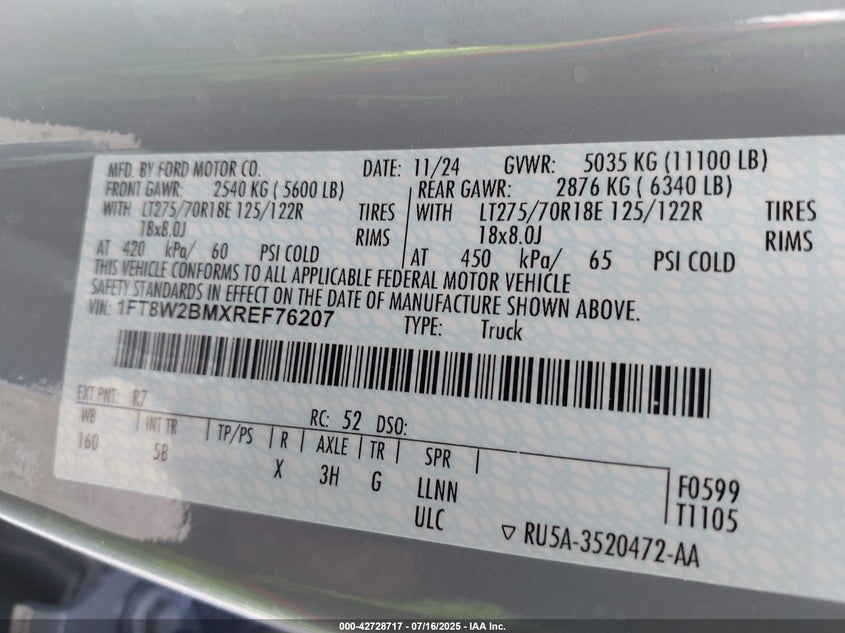 MFD. BY FORD MOTOR CO. DATE: 11/24 GVWR: 5035 KG (11100 LB)
FRONT GAWR: 2540 KG ( 5600 LB) REAR GAWR: 2876 KG ( 6340 LB)
WITH LT275/70R18E 125/122R TIRES WITH LT275/70R18E 125/122R TIRES
18x8.0J RIMS 18x8.0J RIMS
AT 420 kPa/ 60 PSI COLD AT 450 kPa/ 65 PSI COLD
THIS VEHICLE CONFORMS TO ALL APPLICABLE FEDERAL MOTOR VEHICLE
SAFETY STANDARDS IN EFFECT ON THE DATE OF MANUFACTURE SHOWN ABOVE.
VIN: 1FT8W2BMXREF76207 TYPE: Truck
EXT PNT: R7 RC: 52 DSO:
WB INT TR TP/PS R AXLE TR SPR
160 5B X 3H G LLNN F0599
ULC T1105
RU5A-3520472-AA
000-42728717 - 07/16/2025 - IAA Inc.